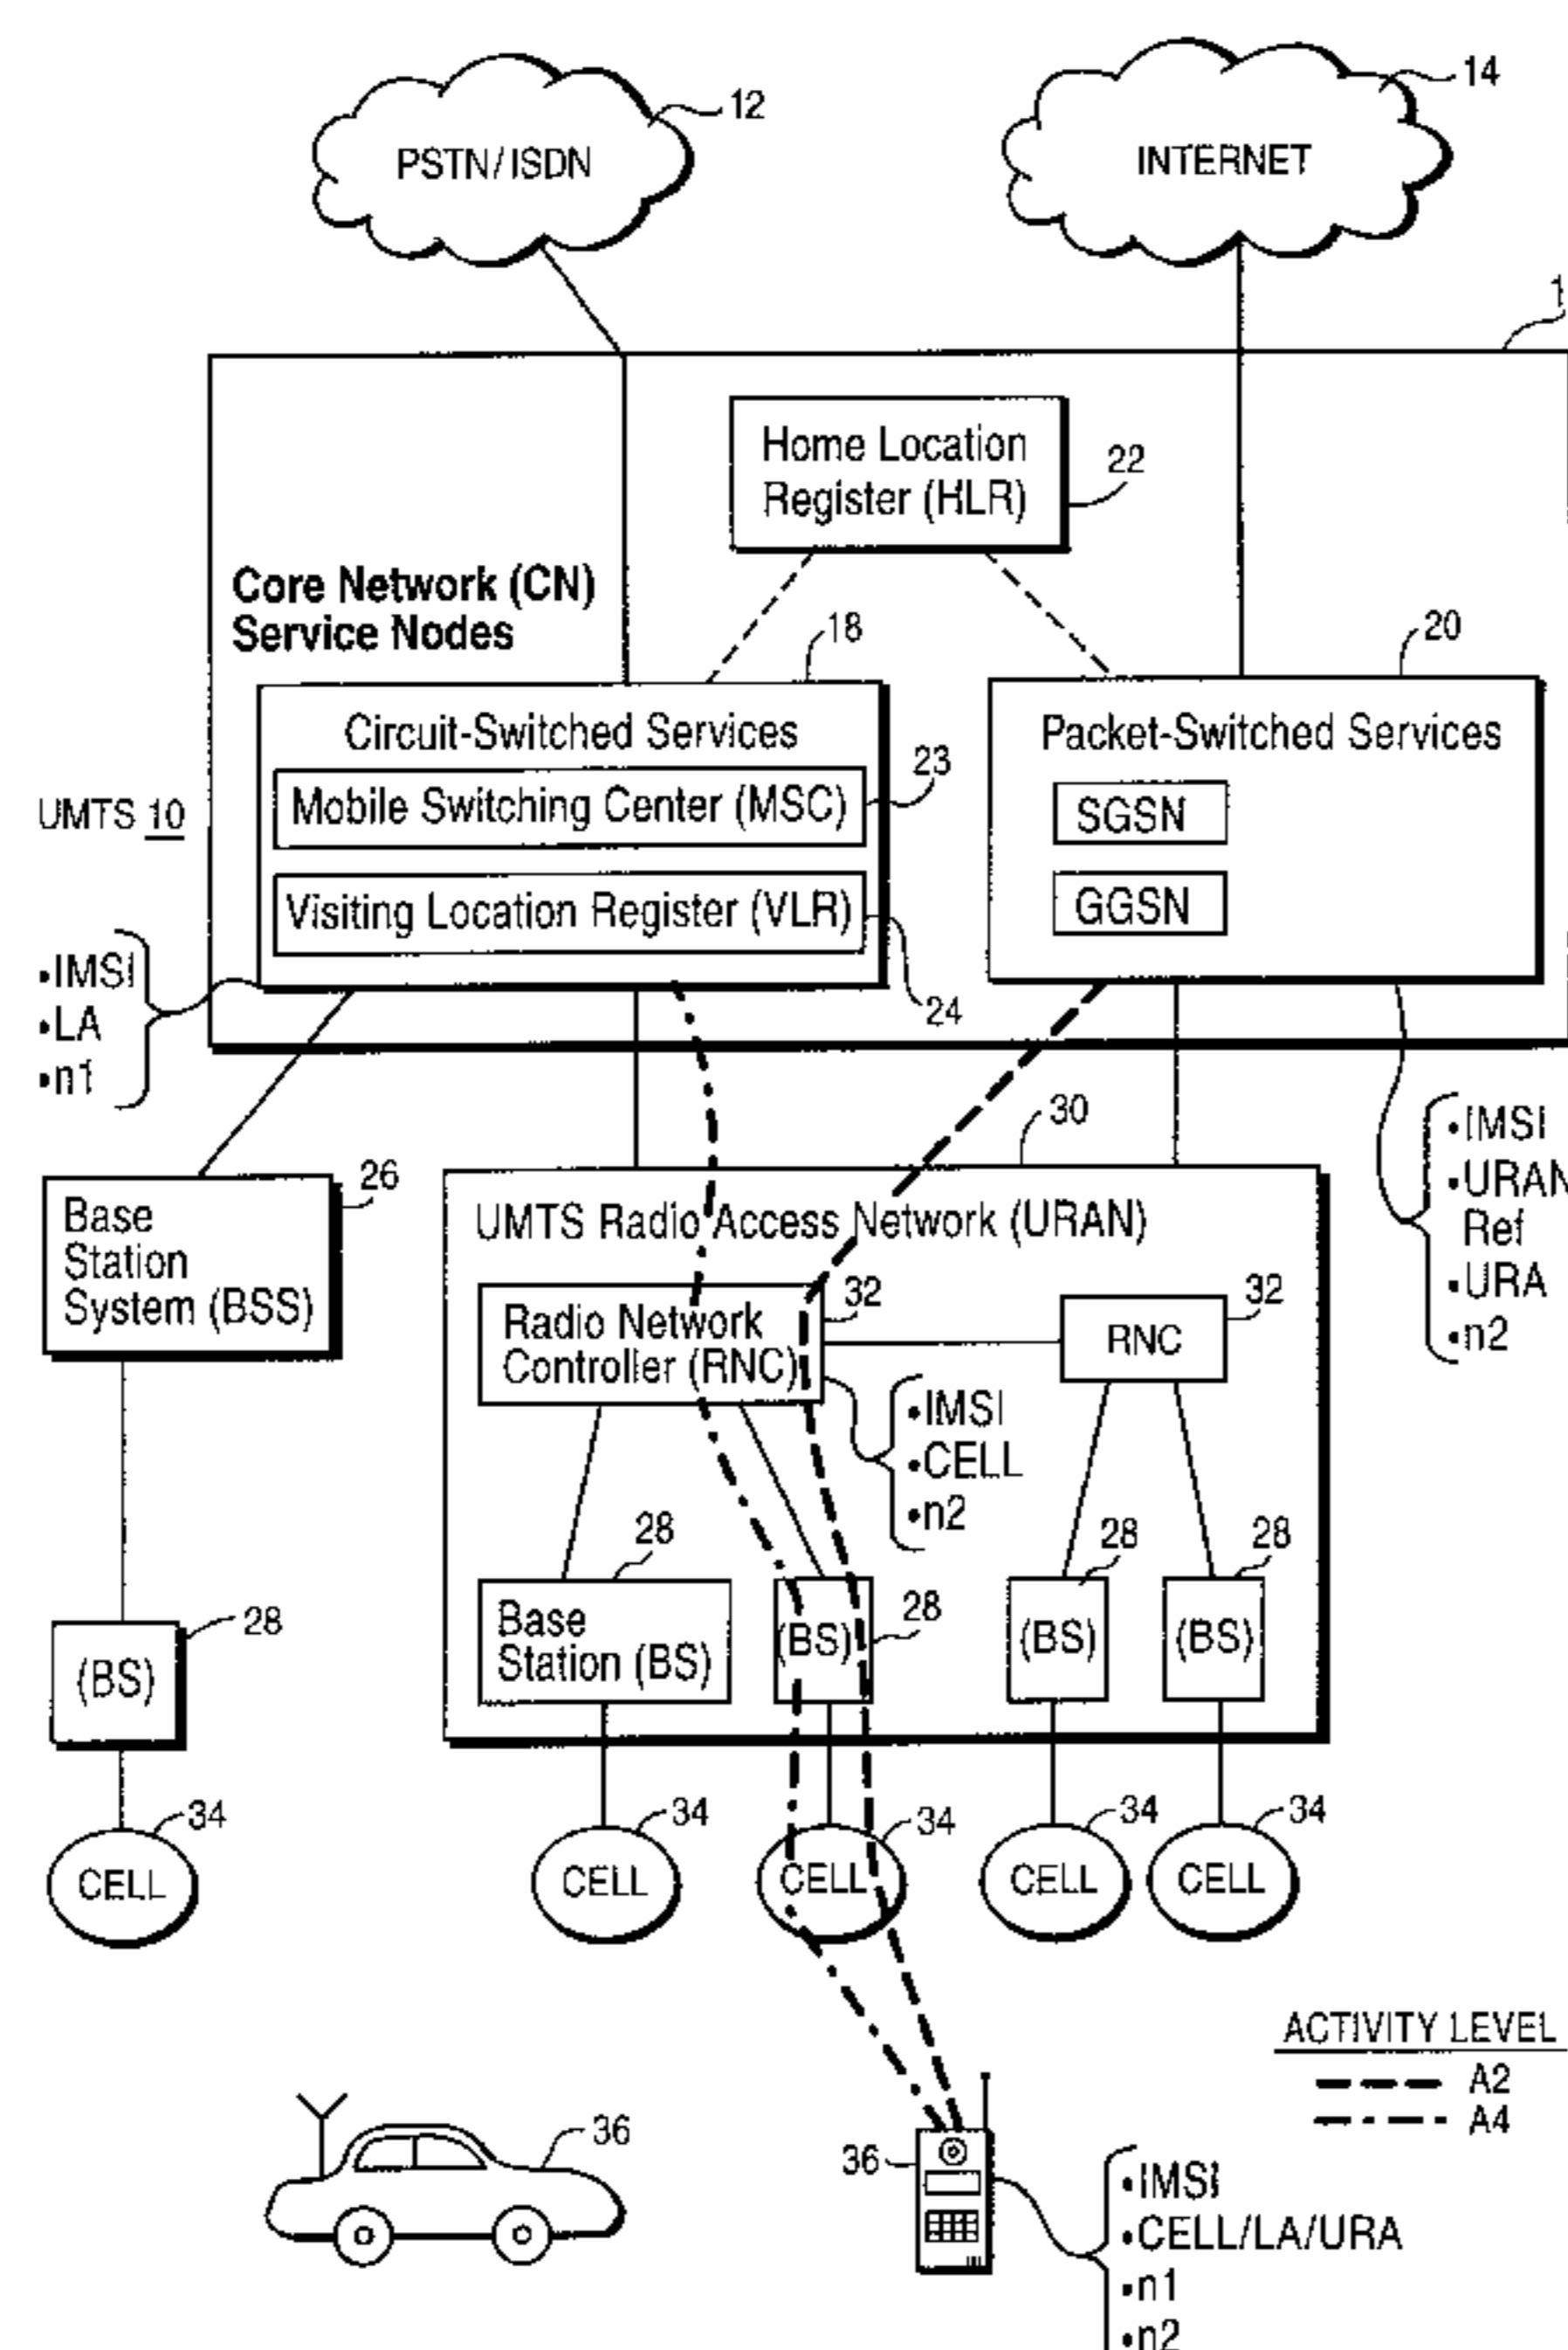 12
14
PSTN/ISDN
INTERNET
1
Home Location
Register (HLR)
22
Core Network (CN)
Service Nodes
18
20
Circuit-Switched Services
Packet-Switched Services
Mobile Switching Center (MSC)
23
SGSN
UMTS 10
Visiting Location Register (VLR)
GGSN
24
•IMSI
•LA
•n1
30
•IMSI
•URAN
Ref
•URA
•n2
26
Base
Station
System (BSS)
UMTS Radio Access Network (URAN)
32
Radio Network
Controller (RNC)
32
RNC
•IMSI
•CELL
•n2
28
28
28
28
28
Base
Station (BS)
(BS)
(BS)
(BS)
(BS)
34
34
34
34
34
CELL
CELL
CELL
CELL
CELL
ACTIVITY LEVEL
A2
A4
36
36
•IMSI
•CELL/LA/URA
•n1
•n2